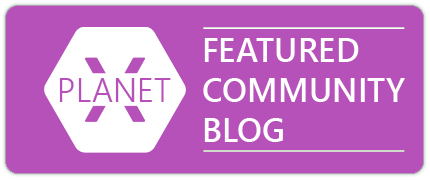 PLANET
X
FEATURED
COMMUNITY
BLOG